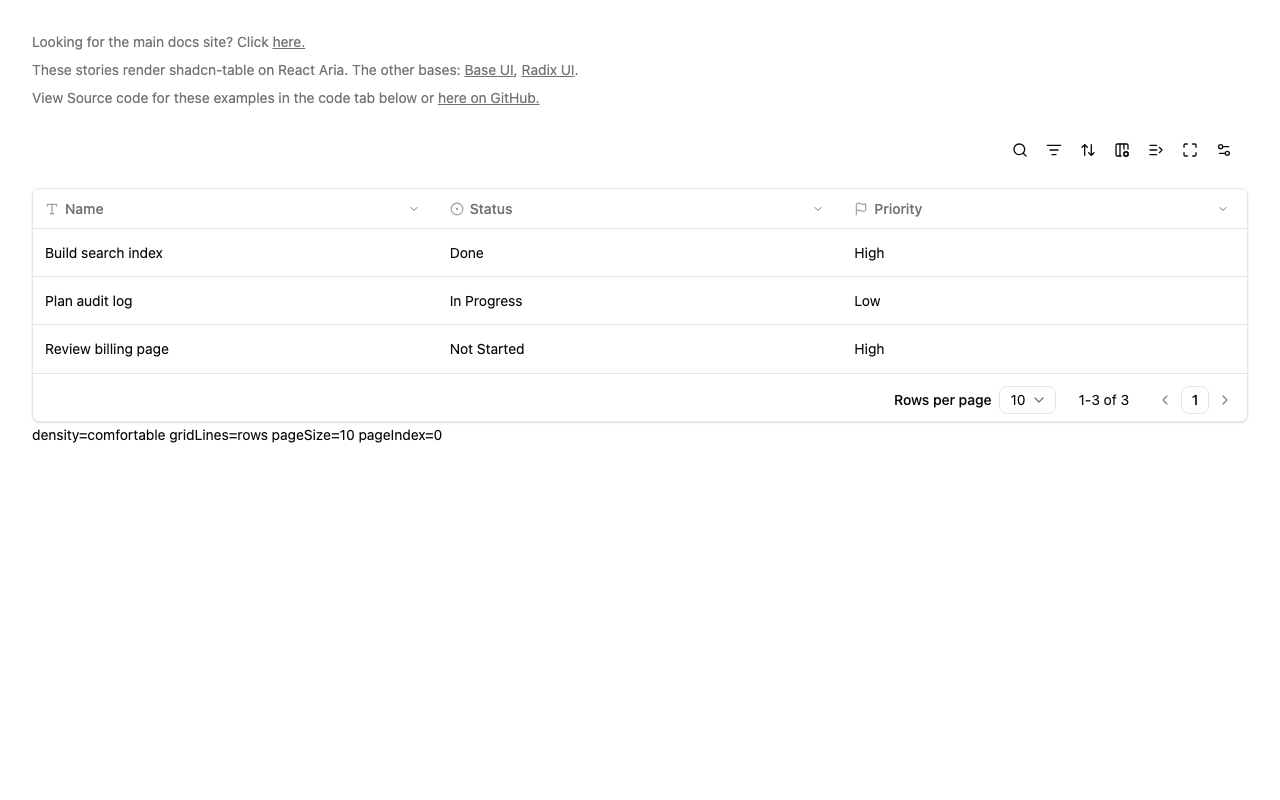 Looking for the main docs site? Click here.
These stories render shadcn-table on React Aria. The other bases: Base UI, Radix UI.
View Source code for these examples in the code tab below or here on GitHub.
Name Status Priority
Build search index Done High
Plan audit log In Progress Low
Review billing page Not Started High
Rows per page 10 1-3 of 3 1
density=comfortable gridLines=rows pageSize=10 pageIndex=0